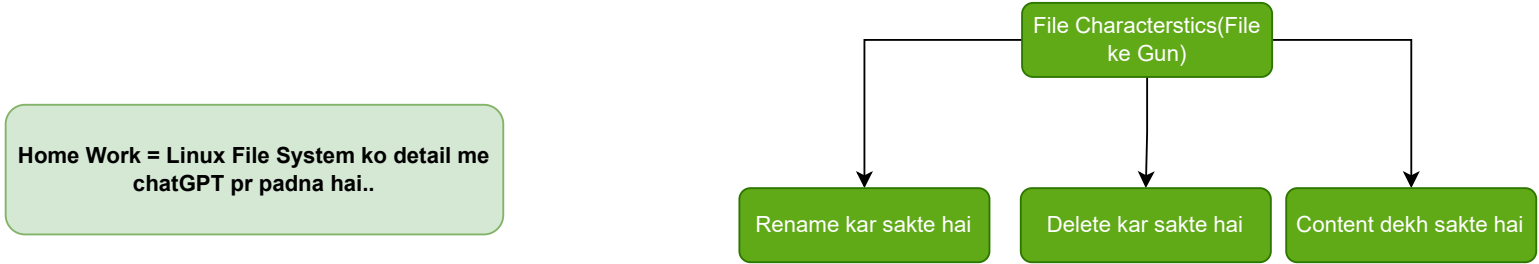 File Characterstics(File
ke Gun)
Home Work = Linux File System ko detail me
chatGPT pr padna hai..
Rename kar sakte hai
Delete kar sakte hai
Content dekh sakte hai